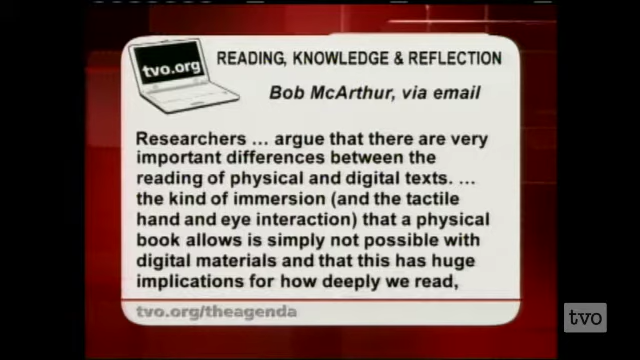 tvo.org
READING, KNOWLEDGE & REFLECTION
Bob McArthur, via email
Researchers ... argue that there are very
important differences between the
reading of physical and digital texts. ...
the kind of immersion (and the tactile
hand and eye interaction) that a physical
book allows is simply not possible with
digital materials and that this has huge
implications for how deeply we read,
tvo.org/theagenda
tvo